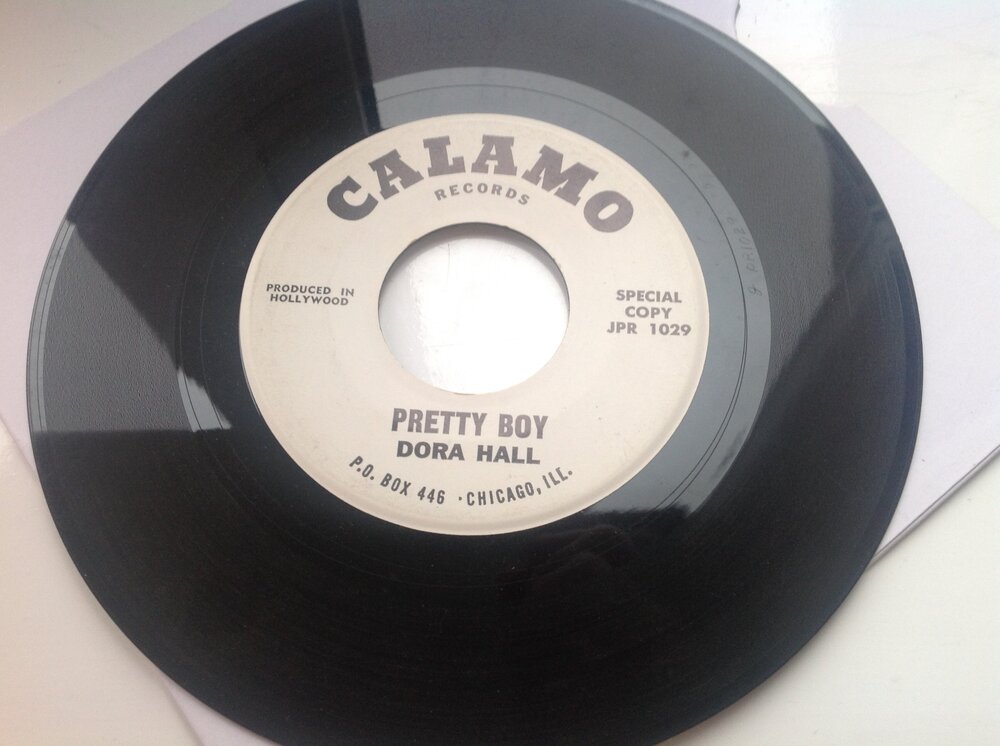 CALAMO
RECORDS
PRODUCED IN
HOLLYWOOD
SPECIAL
COPY
JPR 1029
PRETTY BOY
DORA HALL
P.O. BOX 446 · CHICAGO, ILL.